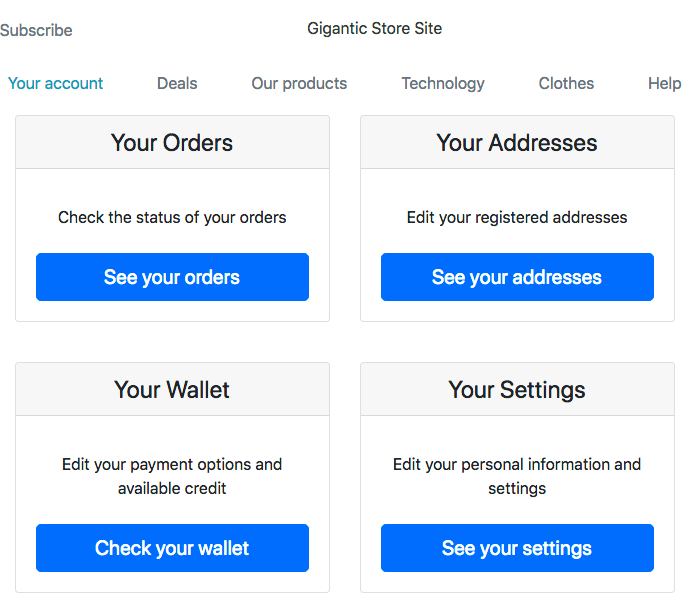 Subscribe
Gigantic Store Site
Your account
Deals
Our products
Technology
Clothes
Help
Your Orders
Check the status of your orders
See your orders
Your Addresses
Edit your registered addresses
See your addresses
Your Wallet
Edit your payment options and
available credit
Check your wallet
Your Settings
Edit your personal information and
settings
See your settings